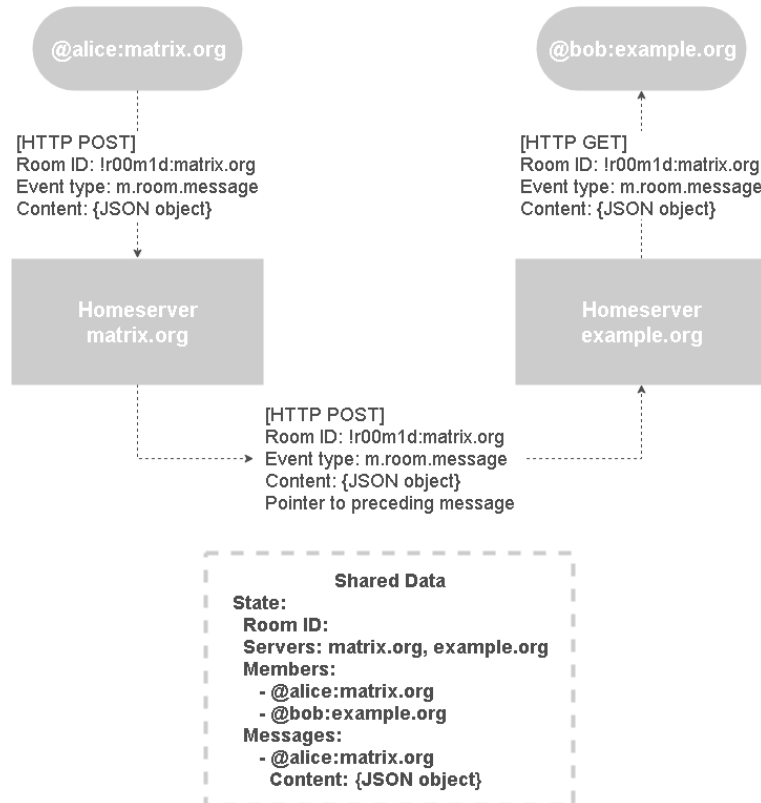 @alice:matrix.org
@bob:example.org
[HTTP POST]
Room ID: !r00m1d:matrix.org
Event type: m.room.message
Content: {JSON object}
[HTTP GET]
Room ID: !r00m1d:matrix.org
Event type: m.room.message
Content: {JSON object}
Homeserver
matrix.org
Homeserver
example.org
[HTTP POST]
Room ID: !r00m1d:matrix.org
Event type: m.room.message
Content: {JSON object}
Pointer to preceding message
Shared Data
State:
Room ID:
Servers: matrix.org, example.org
Members:
- @alice:matrix.org
- @bob:example.org
Messages:
- @alice:matrix.org
Content: {JSON object}